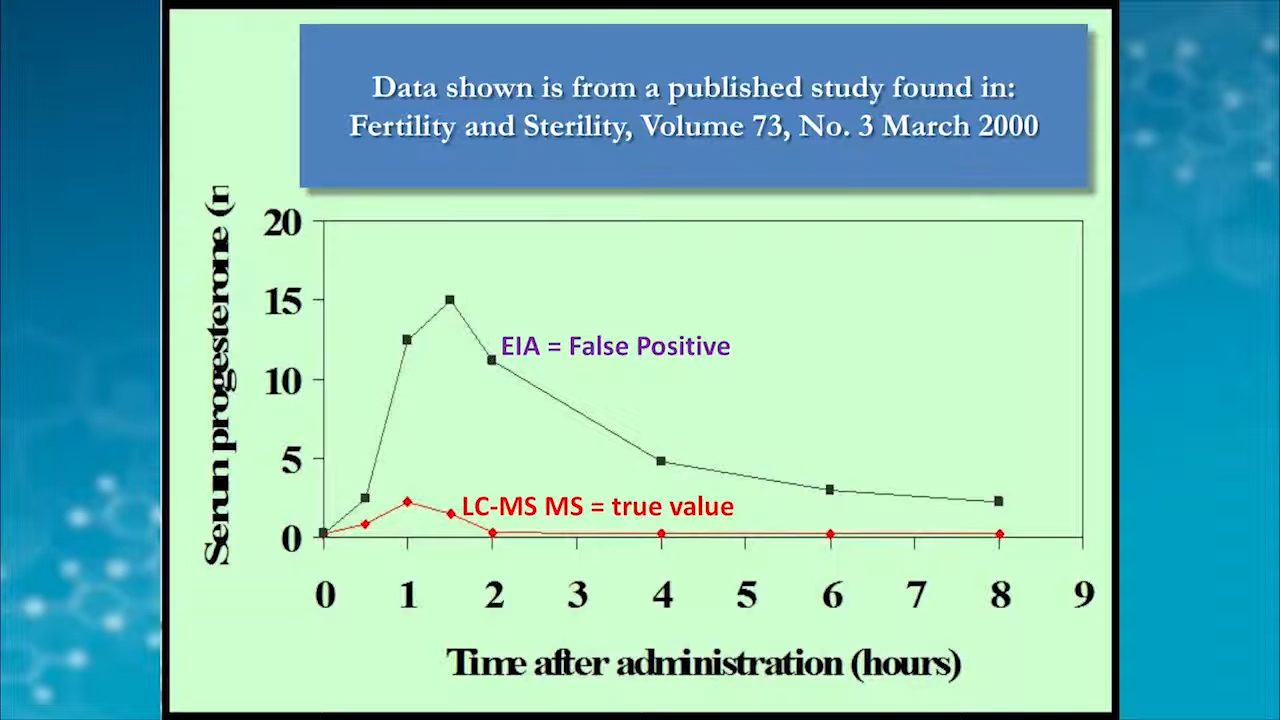 Data shown is from a published study found in:
Fertility and Sterility, Volume 73, No. 3 March 2000
Serum progesterone (n
20
15
10
5
0
EIA = False Positive
LC-MS MS = true value
0 1 2 3 4 5 6 7 8 9
Time after administration (hours)